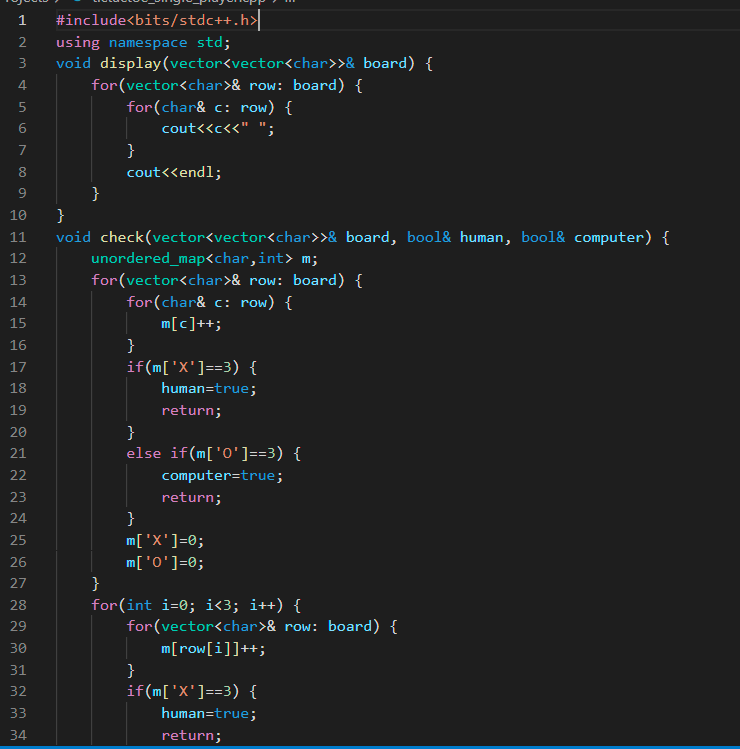 1 #include<bits/stdc++.h>
2 using namespace std;
3 void display(vector<vector<char>>& board) {
4     for(vector<char>& row: board) {
5         for(char& c: row) {
6             cout<<c<<" ";
7         }
8         cout<<endl;
9     }
10 }
11 void check(vector<vector<char>>& board, bool& human, bool& computer) {
12     unordered_map<char,int> m;
13     for(vector<char>& row: board) {
14         for(char& c: row) {
15             m[c]++;
16         }
17         if(m['X']==3) {
18             human=true;
19             return;
20         }
21         else if(m['O']==3) {
22             computer=true;
23             return;
24         }
25         m['X']=0;
26         m['O']=0;
27     }
28     for(int i=0; i<3; i++) {
29         for(vector<char>& row: board) {
30             m[row[i]]++;
31         }
32         if(m['X']==3) {
33             human=true;
34             return;